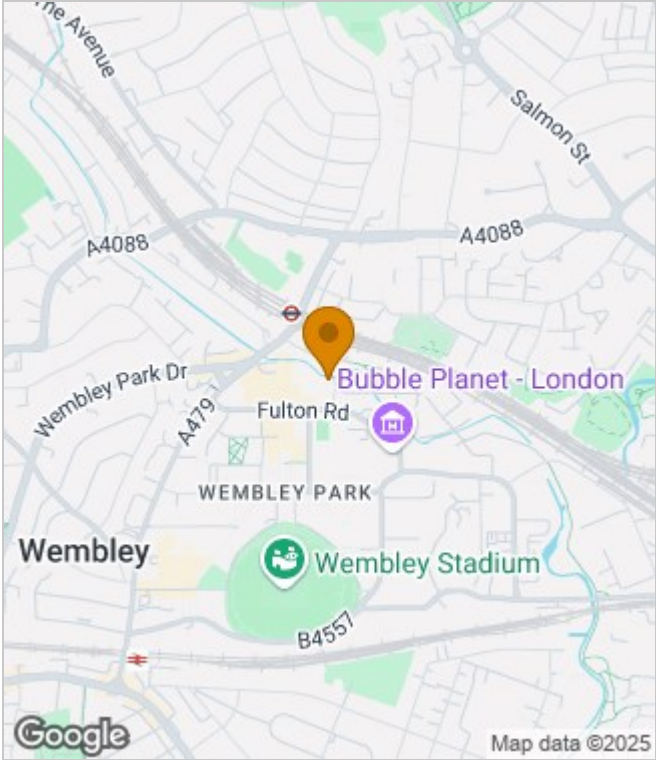 The Avenue
Salmon St
A4088
A4088
Wembley Park Dr
Bubble Planet - London
A479
Fulton Rd
WEMBLEY PARK
Wembley
Wembley Stadium
B4557
Google
Map data ©2025